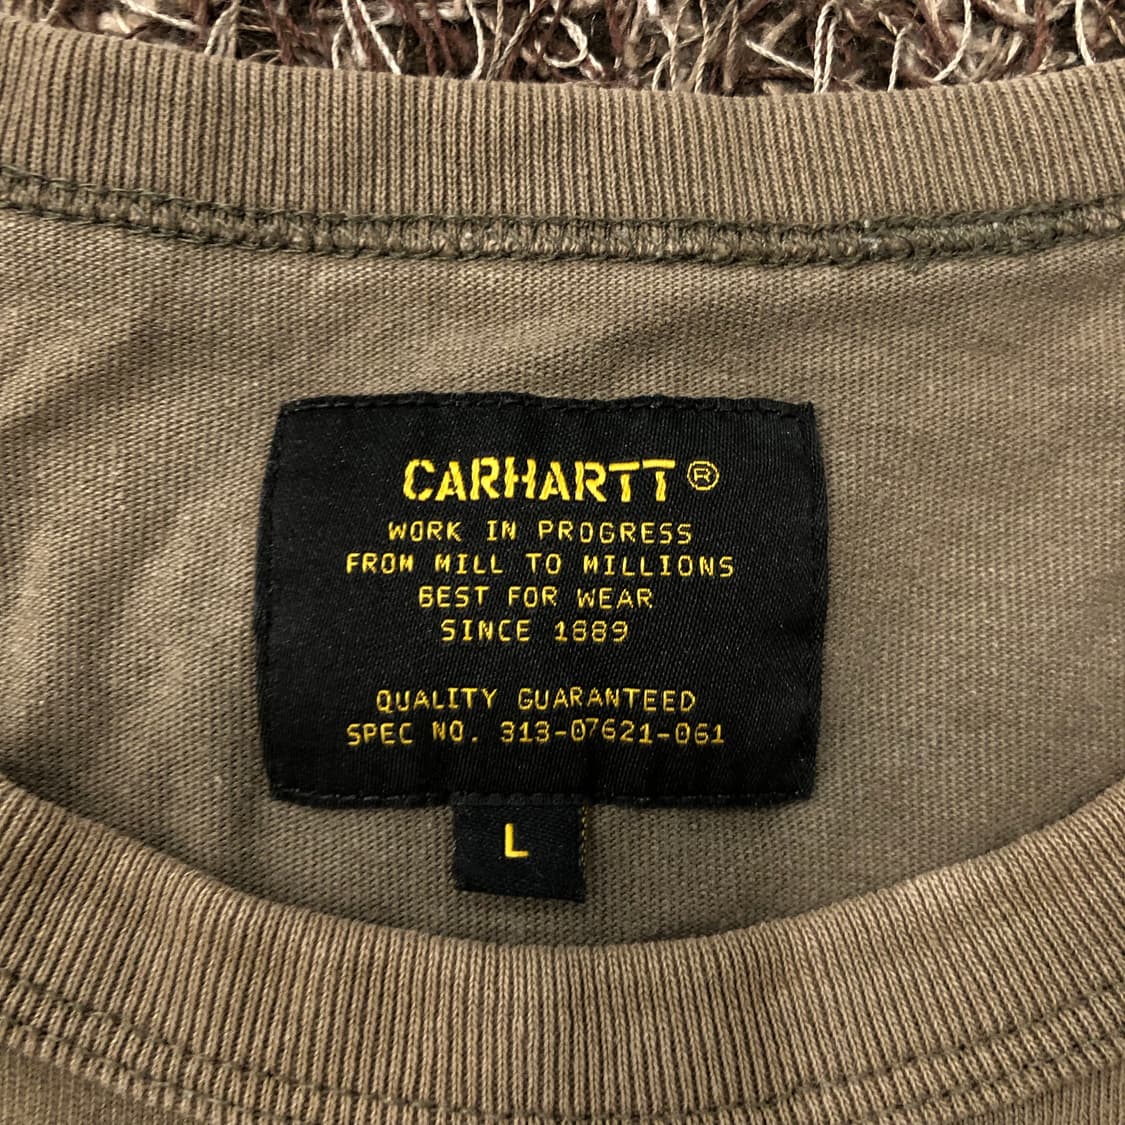 CARHARTT®
WORK IN PROGRESS
FROM MILL TO MILLIONS
BEST FOR WEAR
SINCE 1889
QUALITY GUARANTEED
SPEC NO. 313-07621-061
L